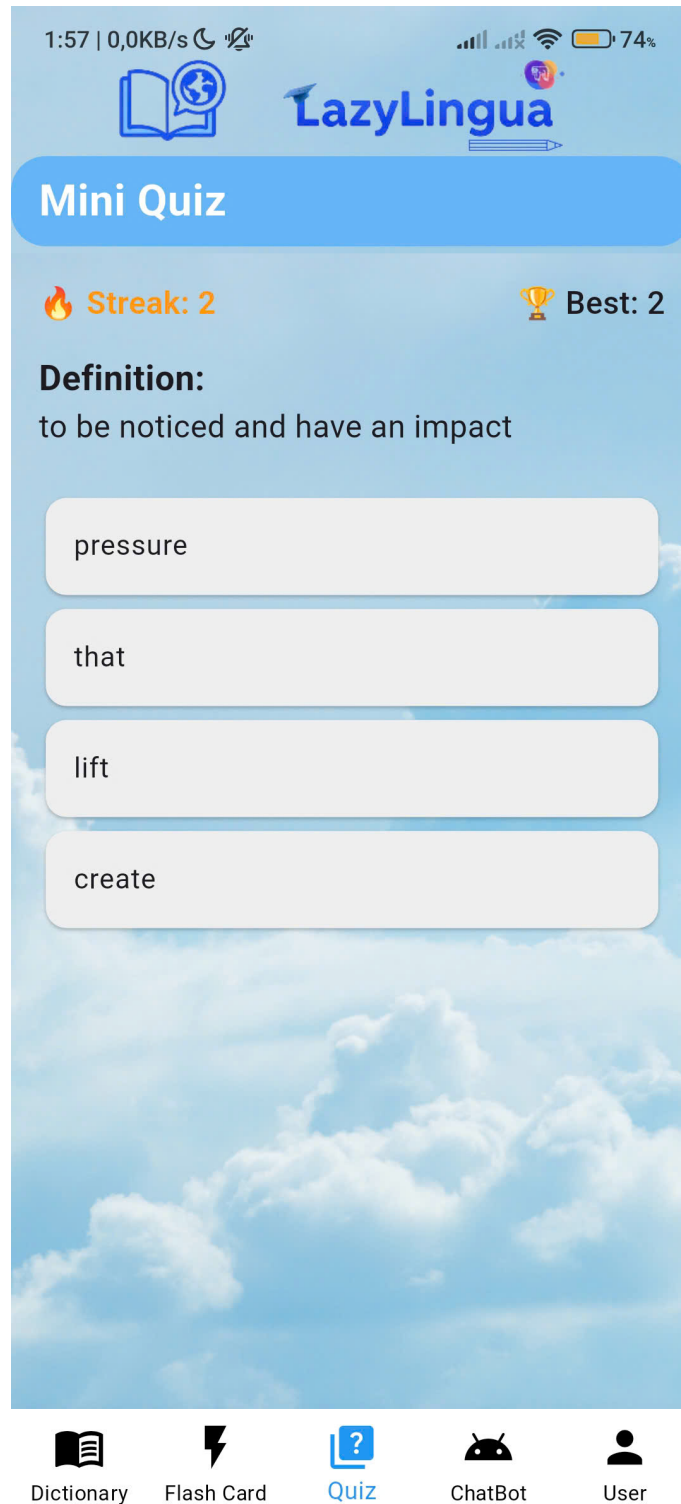 1:57 | 0,0KB/s 74%
LazyLingua
Mini Quiz
Streak: 2 Best: 2
Definition:
to be noticed and have an impact
pressure
that
lift
create
Dictionary Flash Card Quiz ChatBot User